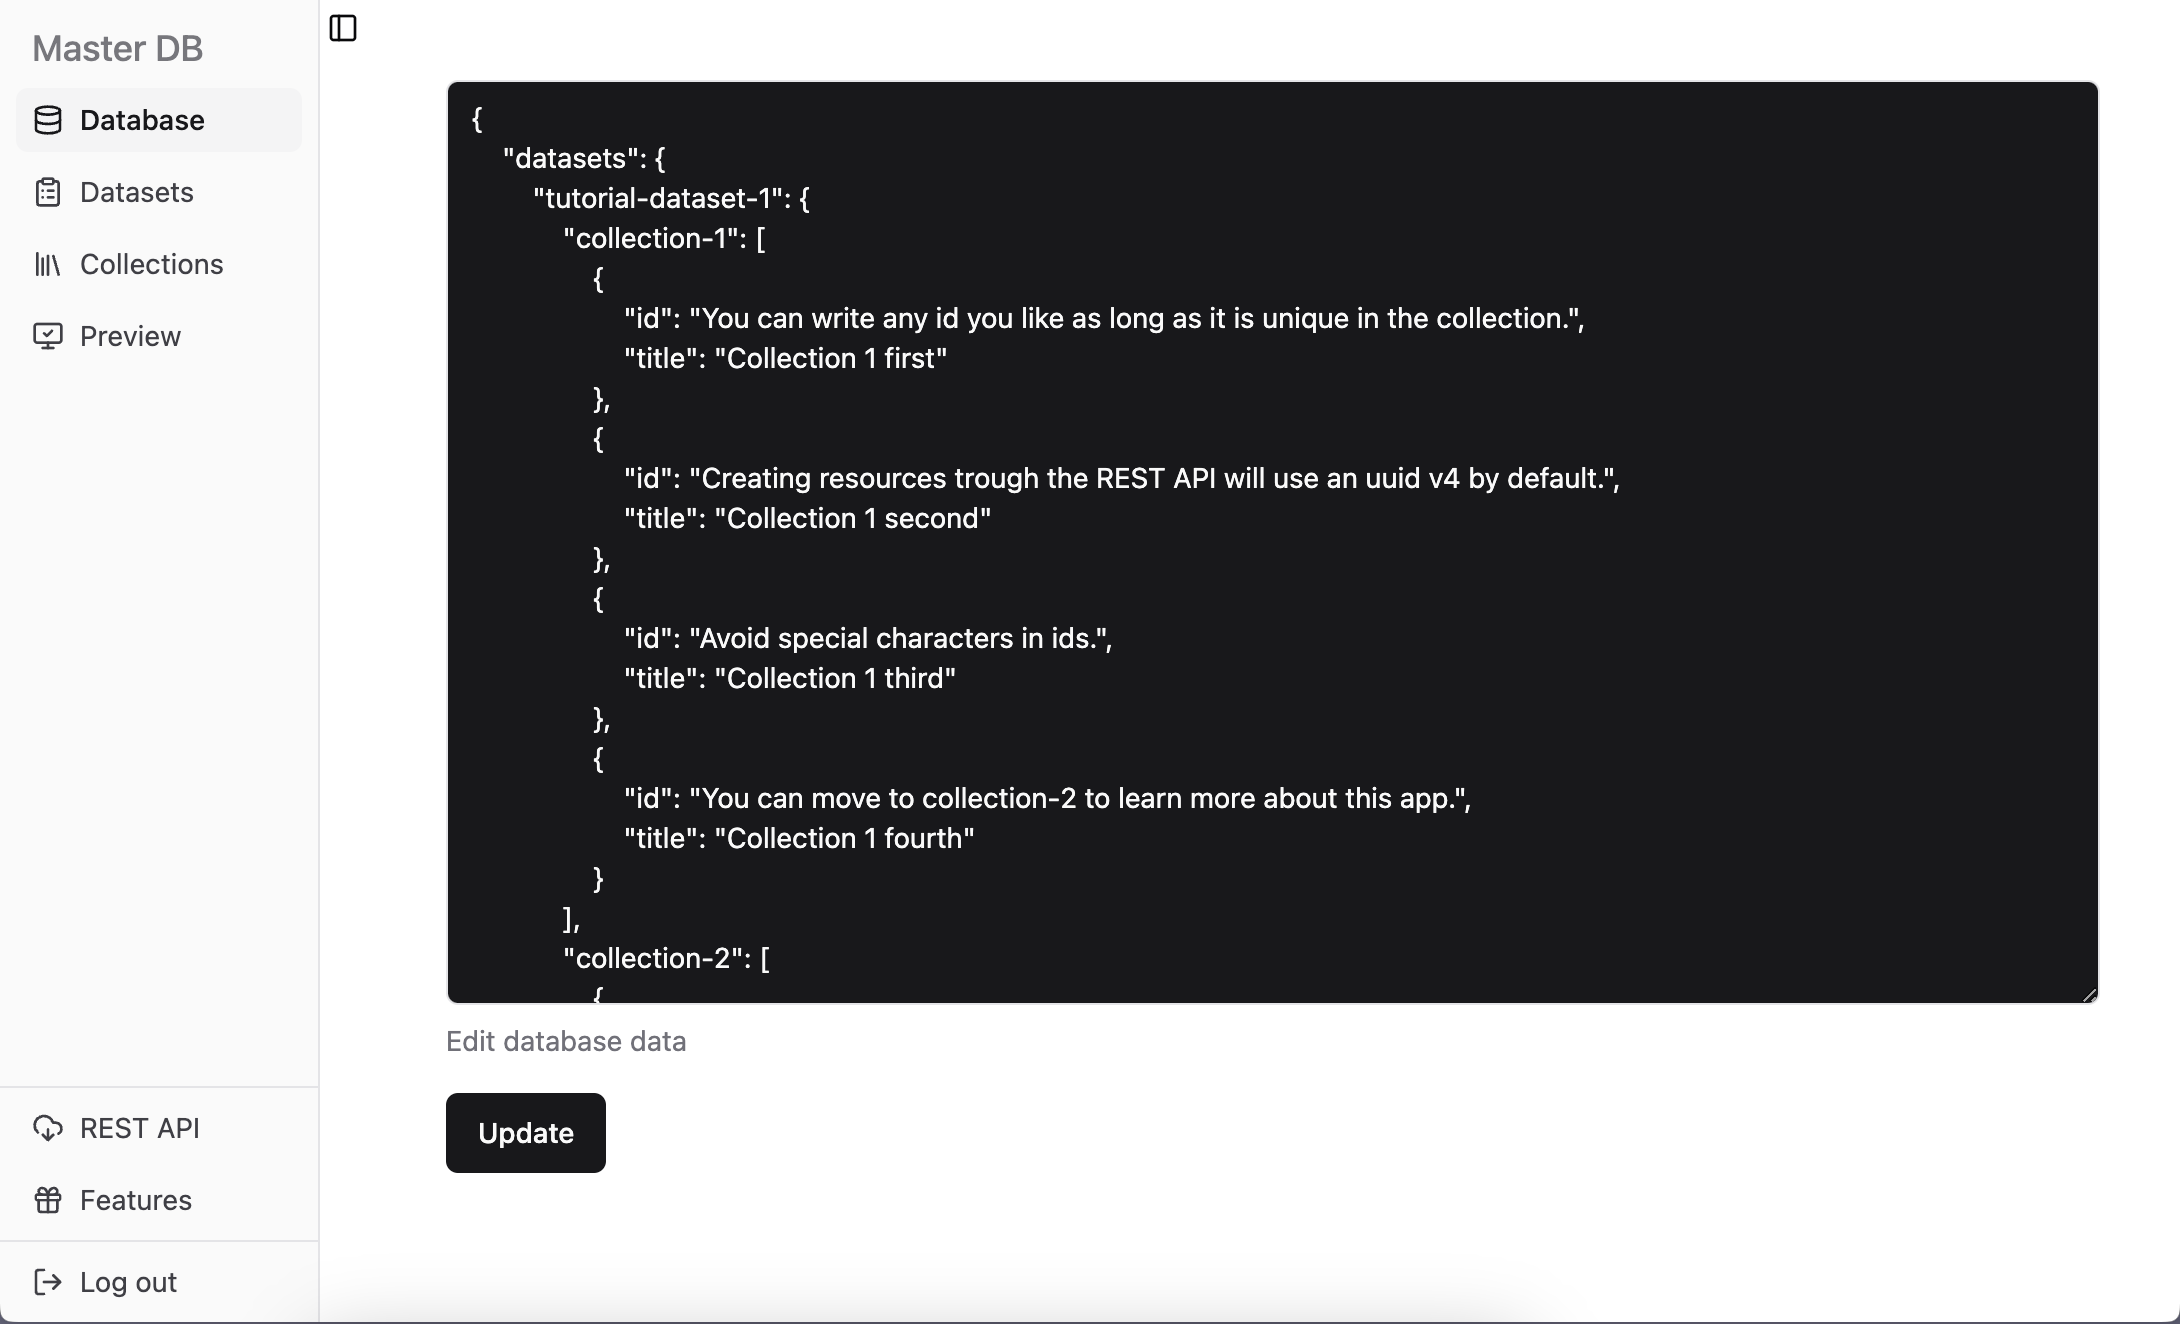 Master DB
Database
Datasets
Collections
Preview
REST API
Features
Log out
{
"datasets": {
"tutorial-dataset-1": {
"collection-1": [
{
"id": "You can write any id you like as long as it is unique in the collection.",
"title": "Collection 1 first"
},
{
"id": "Creating resources trough the REST API will use an uuid v4 by default.",
"title": "Collection 1 second"
},
{
"id": "Avoid special characters in ids.",
"title": "Collection 1 third"
},
{
"id": "You can move to collection-2 to learn more about this app.",
"title": "Collection 1 fourth"
}
],
"collection-2": [
{
Edit database data
Update